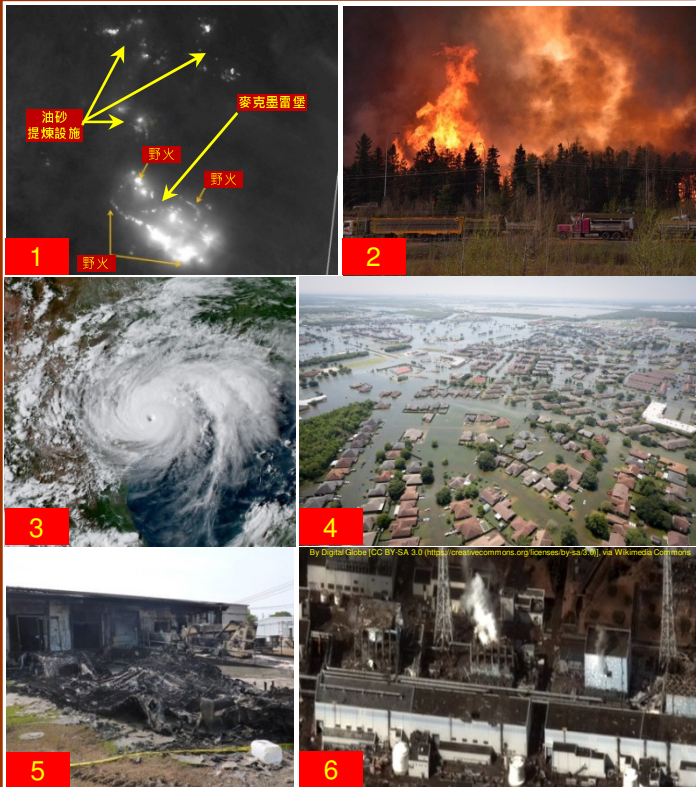 油砂
提煉設施
麥克墨雷堡
野火
野火
野火
1
2
3
4
By Digital Globe [CC BY-SA 3.0 (https://creativecommons.org/licenses/by-sa/3.0)], via Wikimedia Commons
5
6